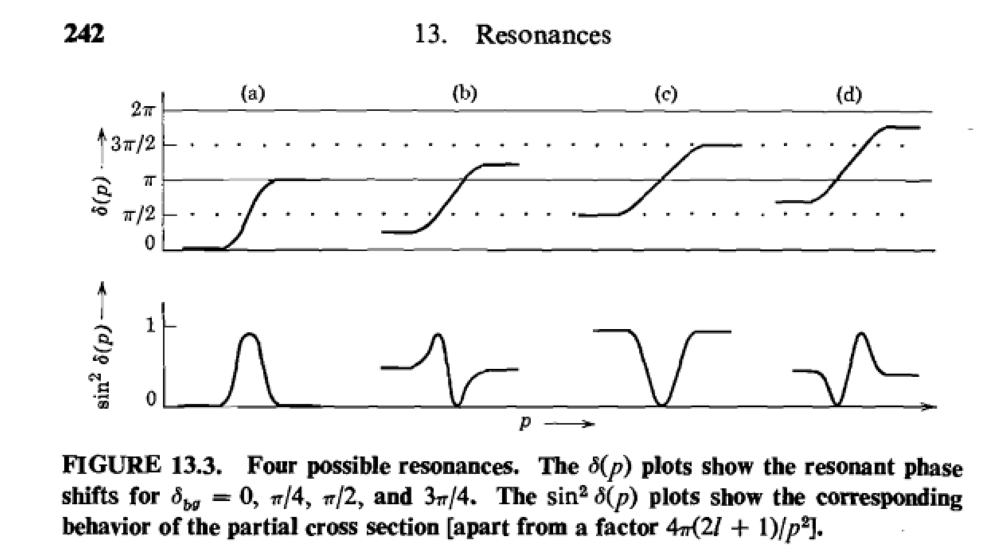 242 13. Resonances
(a) (b) (c) (d)
2π
3π/2
π
π/2
0
δ(p)
1
0
sin² δ(p)
p
FIGURE 13.3. Four possible resonances. The δ(p) plots show the resonant phase
shifts for δbg = 0, π/4, π/2, and 3π/4. The sin² δ(p) plots show the corresponding
behavior of the partial cross section [apart from a factor 4π(2l + 1)/p²].